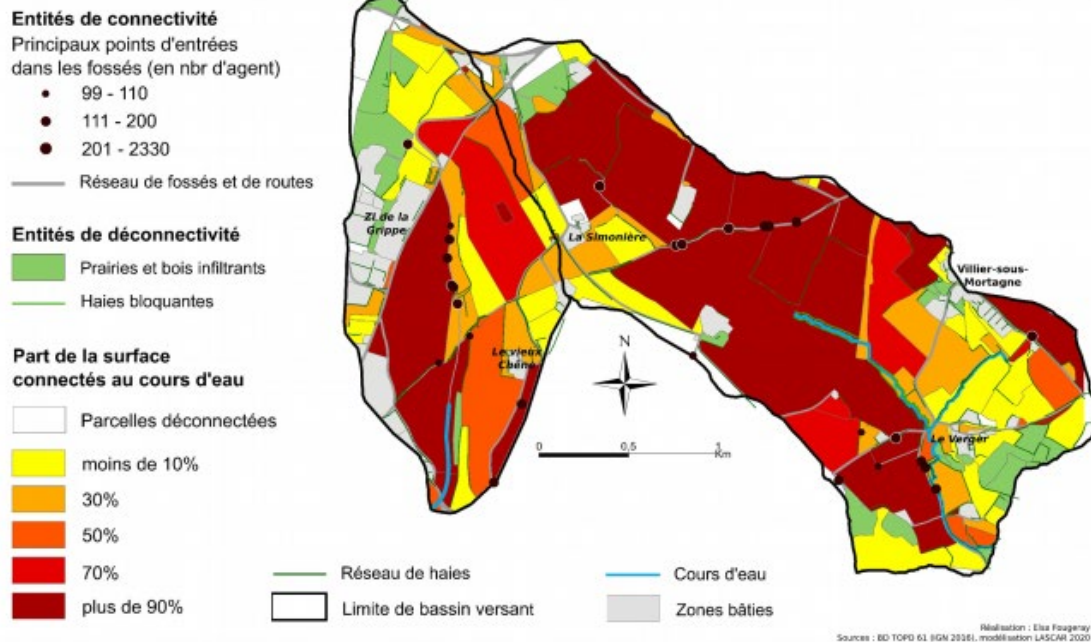 Entités de connectivité
Principaux points d'entrées
dans les fossés (en nbr d'agent)
99 - 110
111 - 200
201 - 2330
Réseau de fossés et de routes
Entités de déconnectivité
Prairies et bois infiltrants
Haies bloquantes
Part de la surface
connectés au cours d'eau
Parcelles déconnectées
moins de 10%
30%
50%
70%
plus de 90%
ZI de la
Grippe
La Simonière
Villier-sous-
Mortagne
Le vieux
Chêne
Le Verger
N
0
0,5
1
Km
Réseau de haies
Limite de bassin versant
Cours d'eau
Zones bâties
Réalisation : Elsa Fougeray
Sources : BD TOPO 61 (IGN 2016), modélisation LASCAR 2020